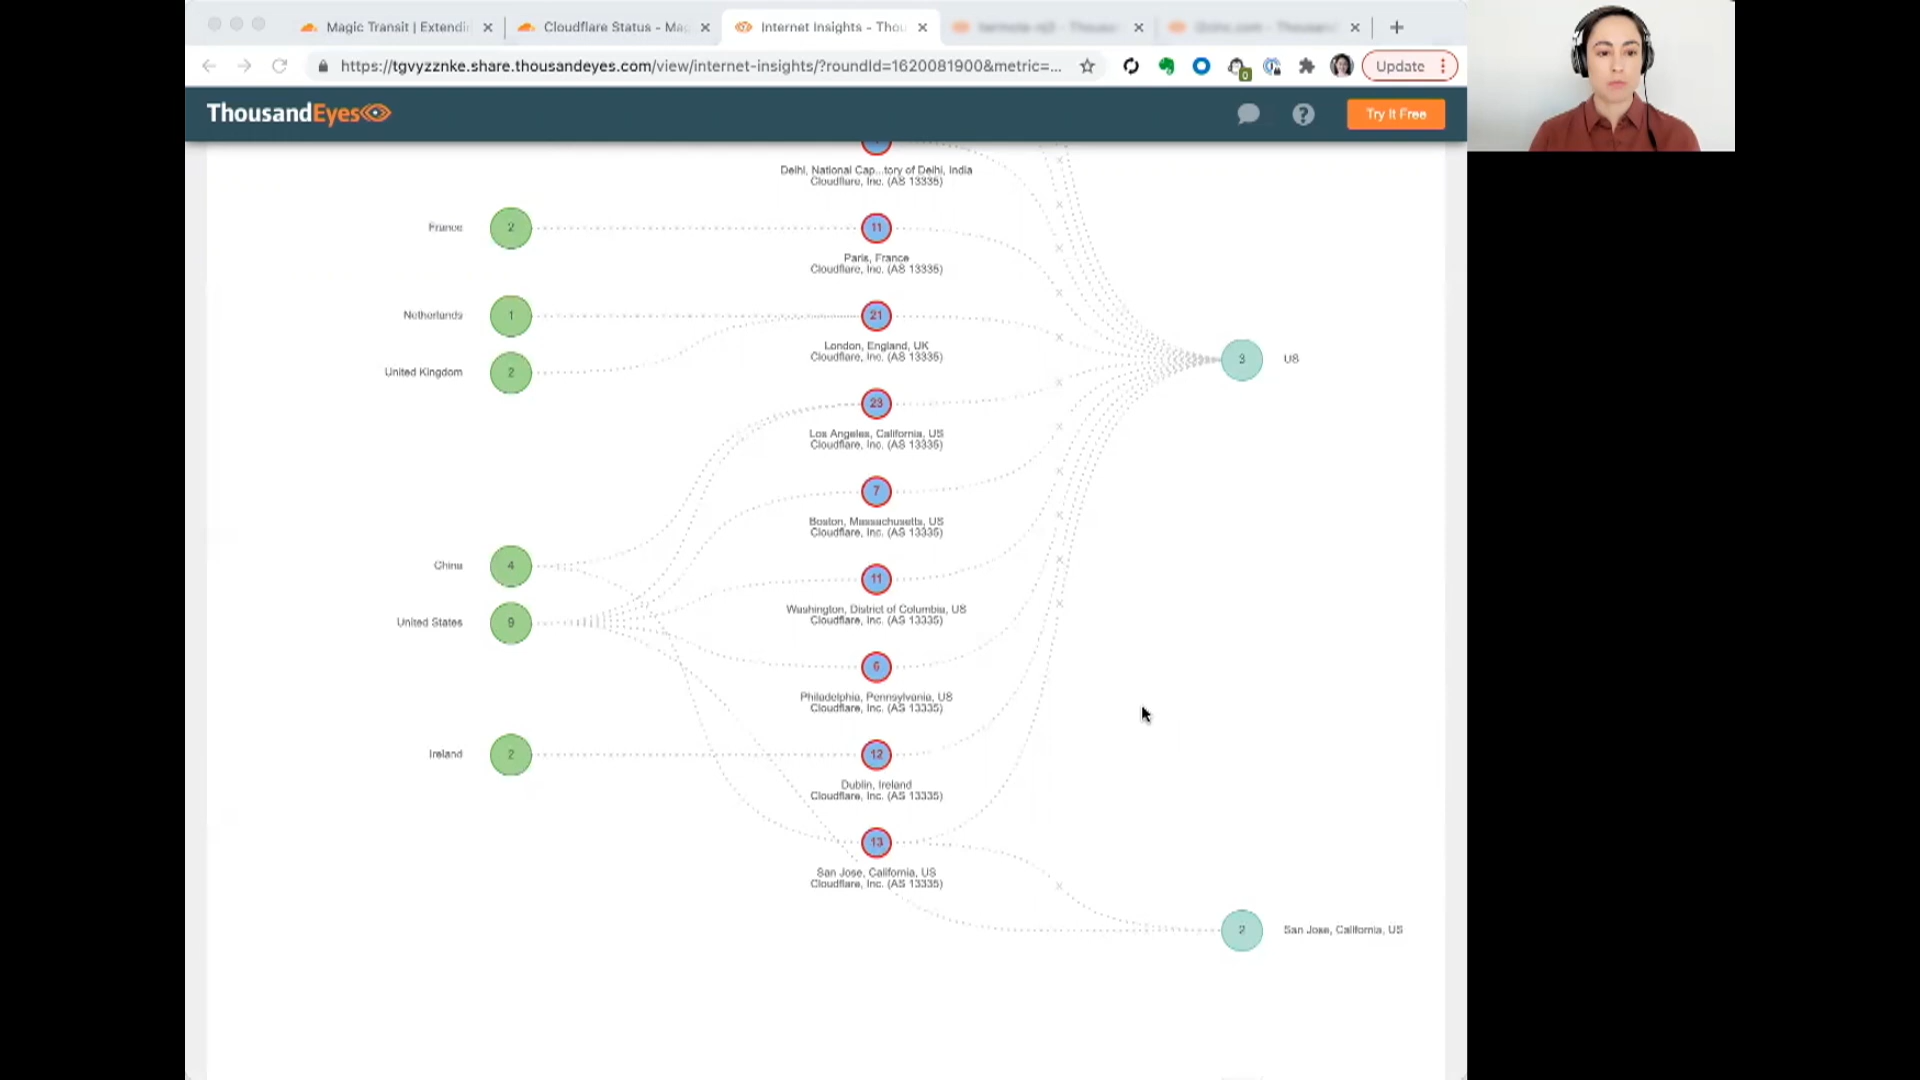 Magic Transit | Extendi
Cloudflare Status - Ma
Internet Insights - Thou
https://tgvyzznke.share.thousandeyes.com/view/internet-insights/?roundId=1620081900&metric=...
0
Update
ThousandEyes
?
Try It Free
Delhi, National Cap...tory of Delhi, India
Cloudflare, Inc. (AS 13335)
France
2
11
Paris, France
Cloudflare, Inc. (AS 13335)
Netherlands
1
21
London, England, UK
Cloudflare, Inc. (AS 13335)
3
US
United Kingdom
2
23
Los Angeles, California, US
Cloudflare, Inc. (AS 13335)
7
Boston, Massachusetts, US
Cloudflare, Inc. (AS 13335)
China
4
11
Washington, District of Columbia, US
Cloudflare, Inc. (AS 13335)
United States
9
6
Philadelphia, Pennsylvania, US
Cloudflare, Inc. (AS 13335)
Ireland
2
12
Dublin, Ireland
Cloudflare, Inc. (AS 13335)
13
San Jose, California, US
Cloudflare, Inc. (AS 13335)
2
San Jose, California, US